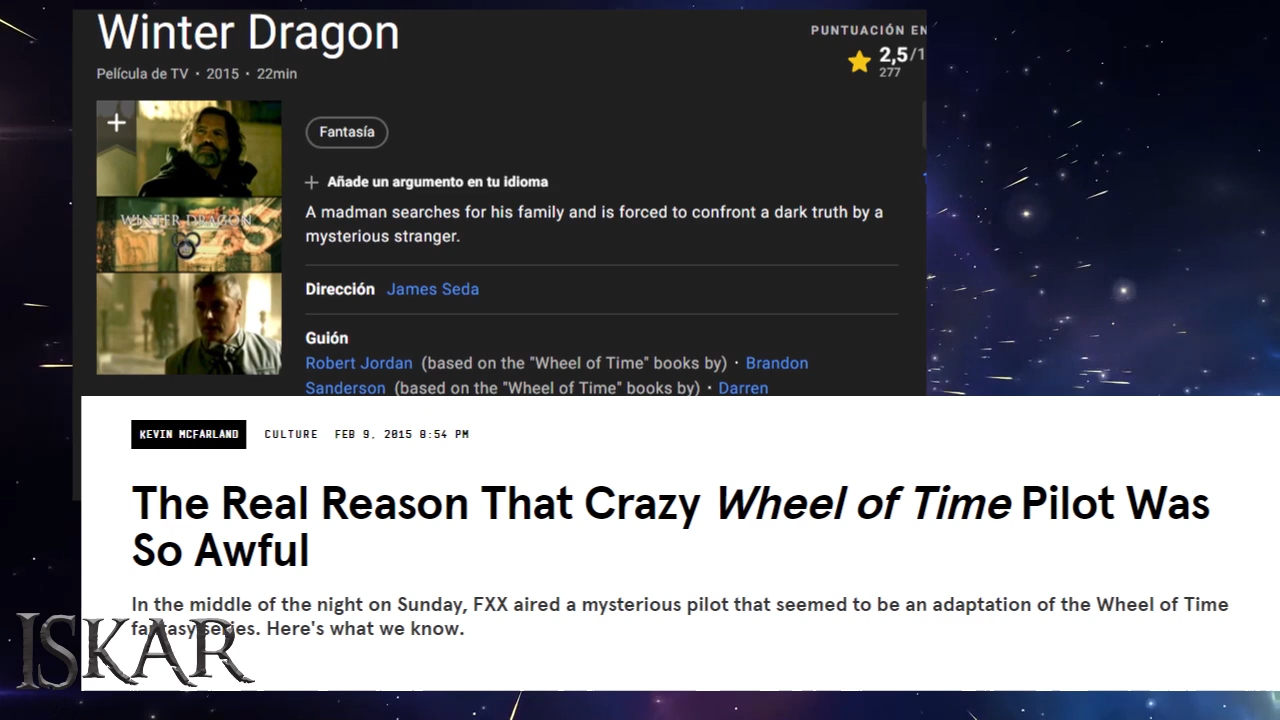 Winter Dragon
Película de TV · 2015 · 22min
PUNTUACIÓN EN
2,5/1
277
WINTER DRAGON
Fantasía
Añade un argumento en tu idioma
A madman searches for his family and is forced to confront a dark truth by a
mysterious stranger.
Dirección James Seda
Guión
Robert Jordan (based on the "Wheel of Time" books by) · Brandon
Sanderson (based on the "Wheel of Time" books by) · Darren
KEVIN MCFARLAND CULTURE FEB 9, 2015 8:54 PM
The Real Reason That Crazy Wheel of Time Pilot Was
So Awful
In the middle of the night on Sunday, FXX aired a mysterious pilot that seemed to be an adaptation of the Wheel of Time
fantasy series. Here's what we know.
ISKAR